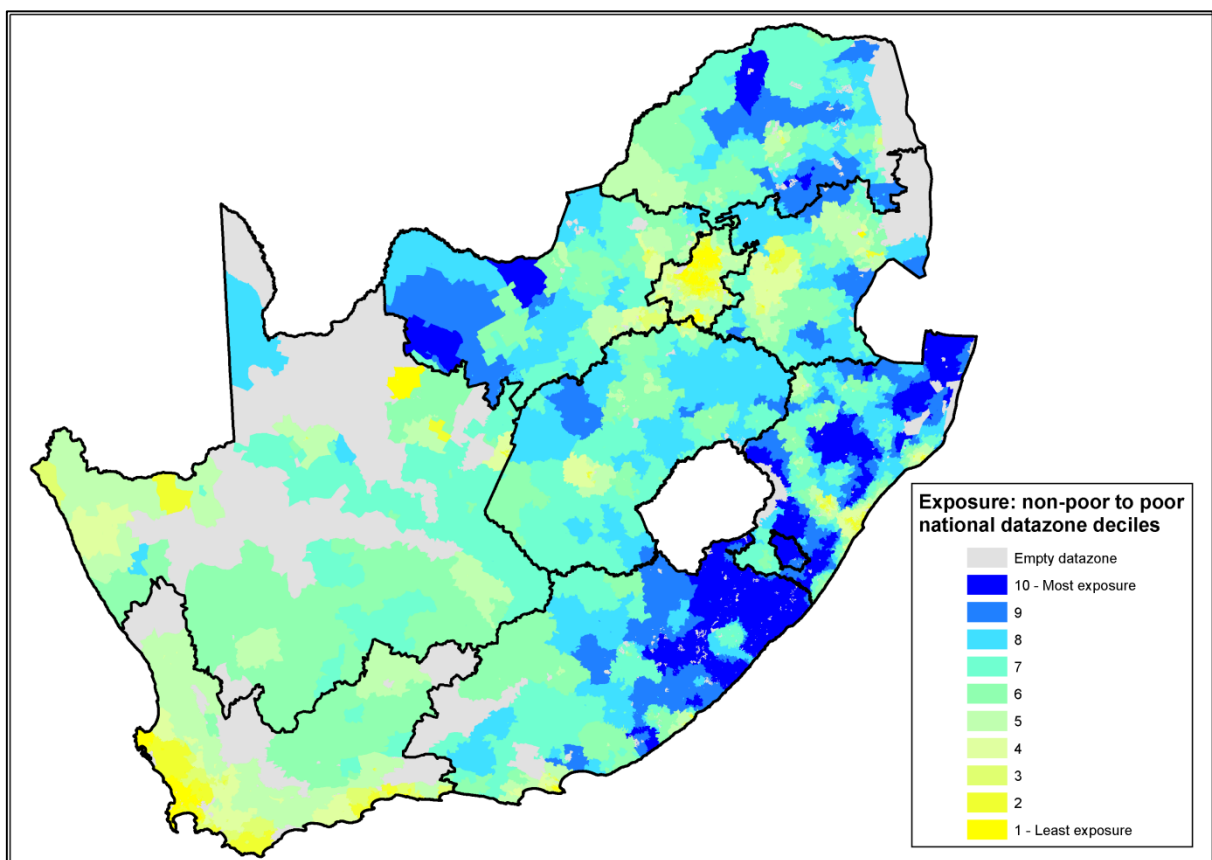 Exposure: non-poor to poor
national datazone deciles
Empty datazone
10 - Most exposure
9
8
7
6
5
4
3
2
1 - Least exposure